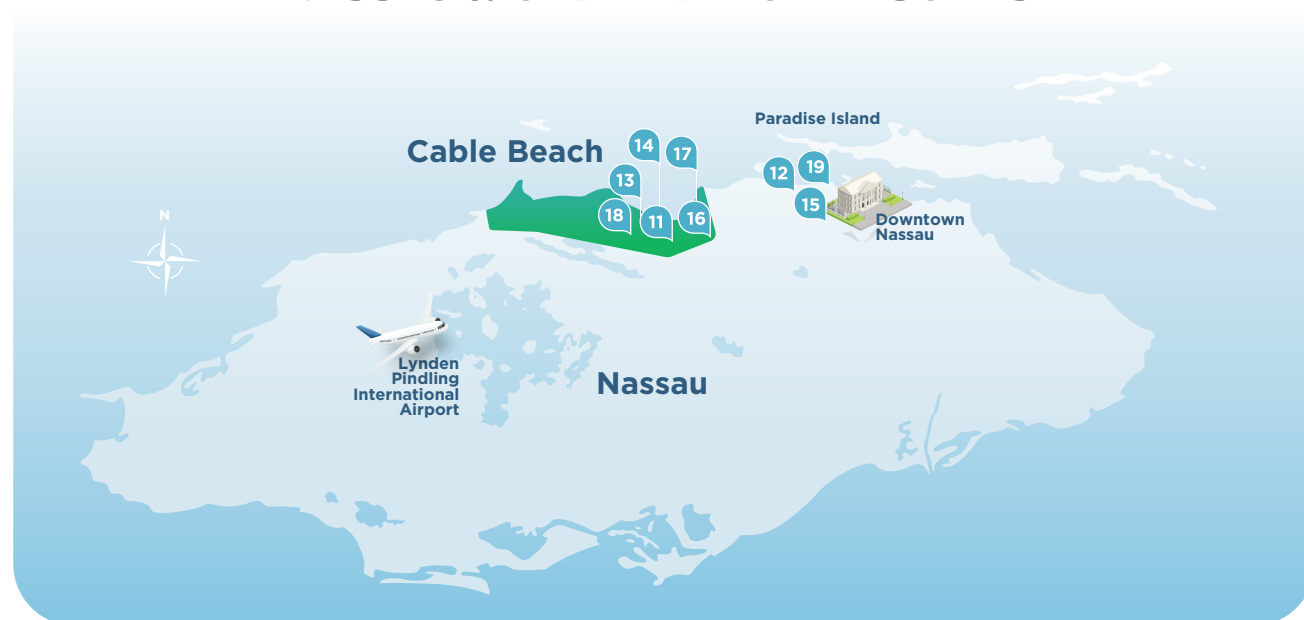 Paradise Island
Cable Beach
14
17
13
12
19
18
11
16
15
Downtown
Nassau
N
Lynden
Pindling
International
Airport
Nassau